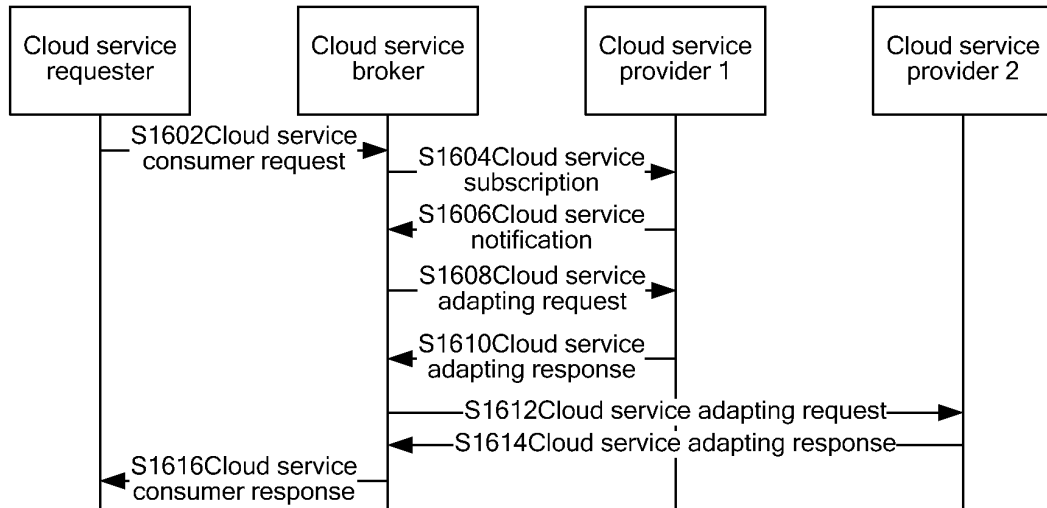 Cloud service
requester
Cloud service
broker
Cloud service
provider 1
Cloud service
provider 2
S1602Cloud service
consumer request
S1604Cloud service
subscription
S1606Cloud service
notification
S1608Cloud service
adapting request
S1610Cloud service
adapting response
S1612Cloud service adapting request
S1614Cloud service adapting response
S1616Cloud service
consumer response